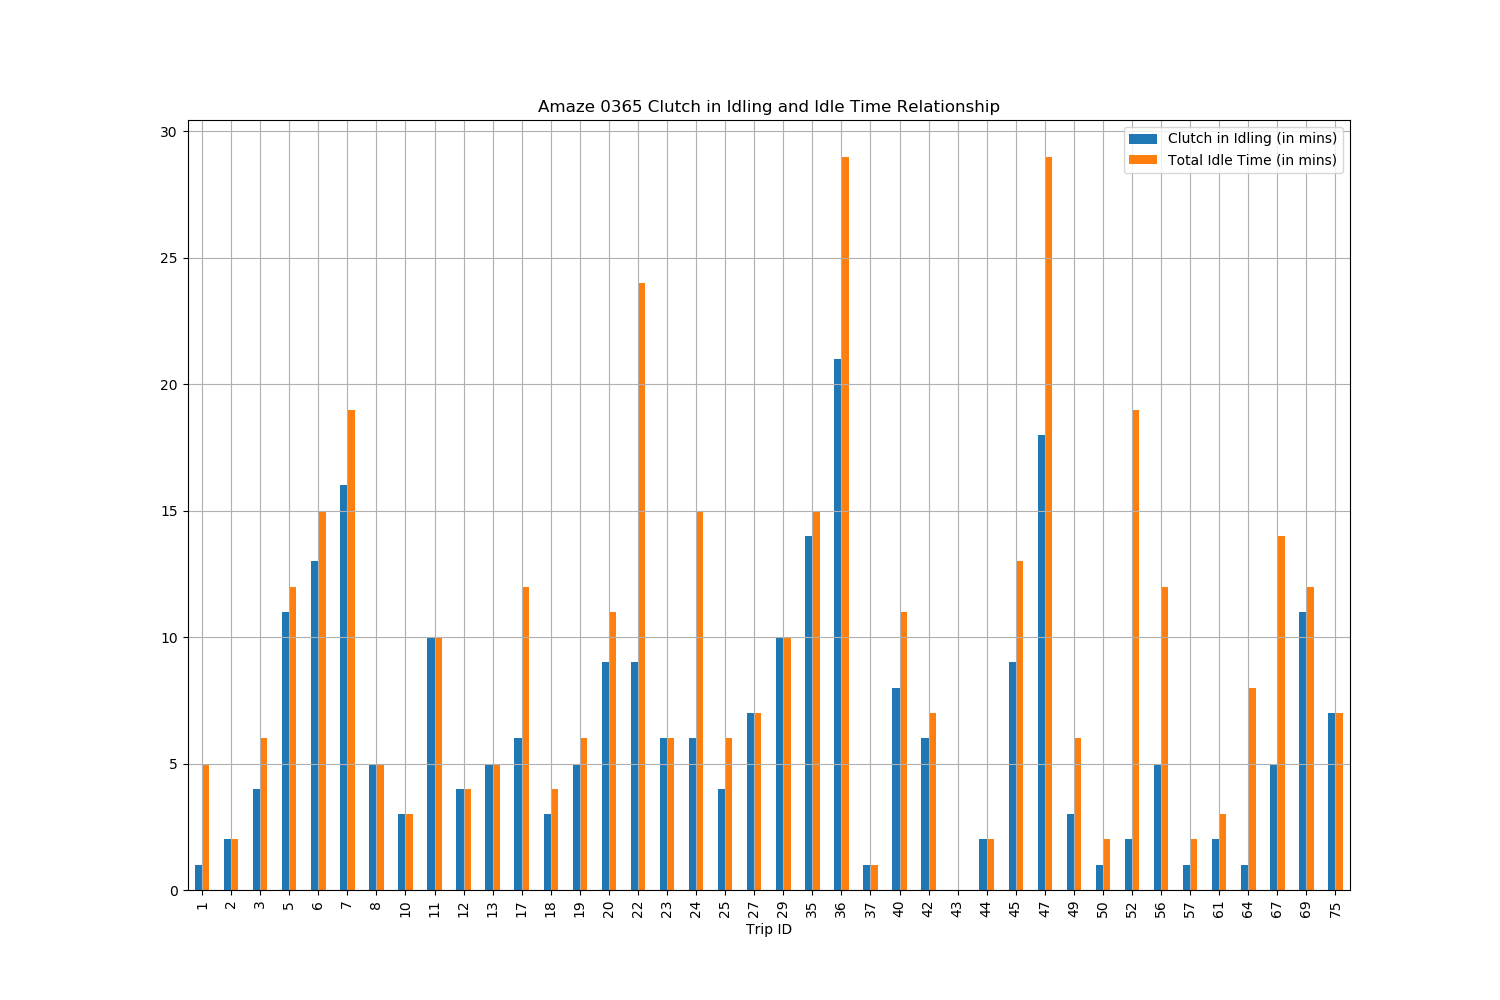 Amaze 0365 Clutch in Idling and Idle Time Relationship
Clutch in Idling (in mins)
Total Idle Time (in mins)
30
25
20
15
10
5
0
1 2 3 5 6 7 8 10 11 12 13 17 18 19 20 22 23 24 25 27 29 35 36 37 40 42 43 44 45 47 49 50 52 56 57 61 64 67 69 75
Trip ID